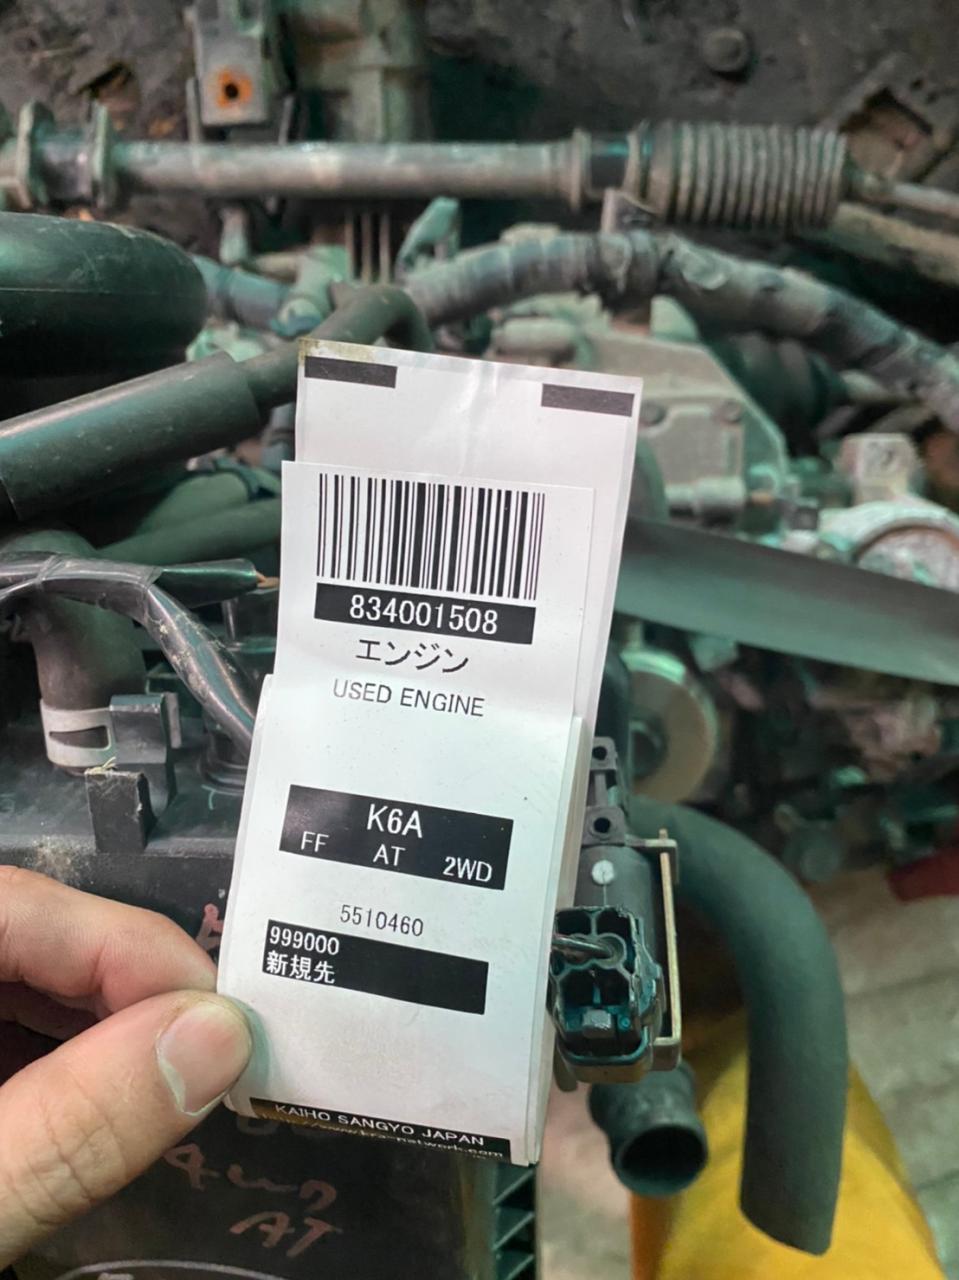 834001508
エンジン
USED ENGINE
K6A
FF AT 2WD
5510460
999000
新規先
KAIHO SANGYO JAPAN
AT